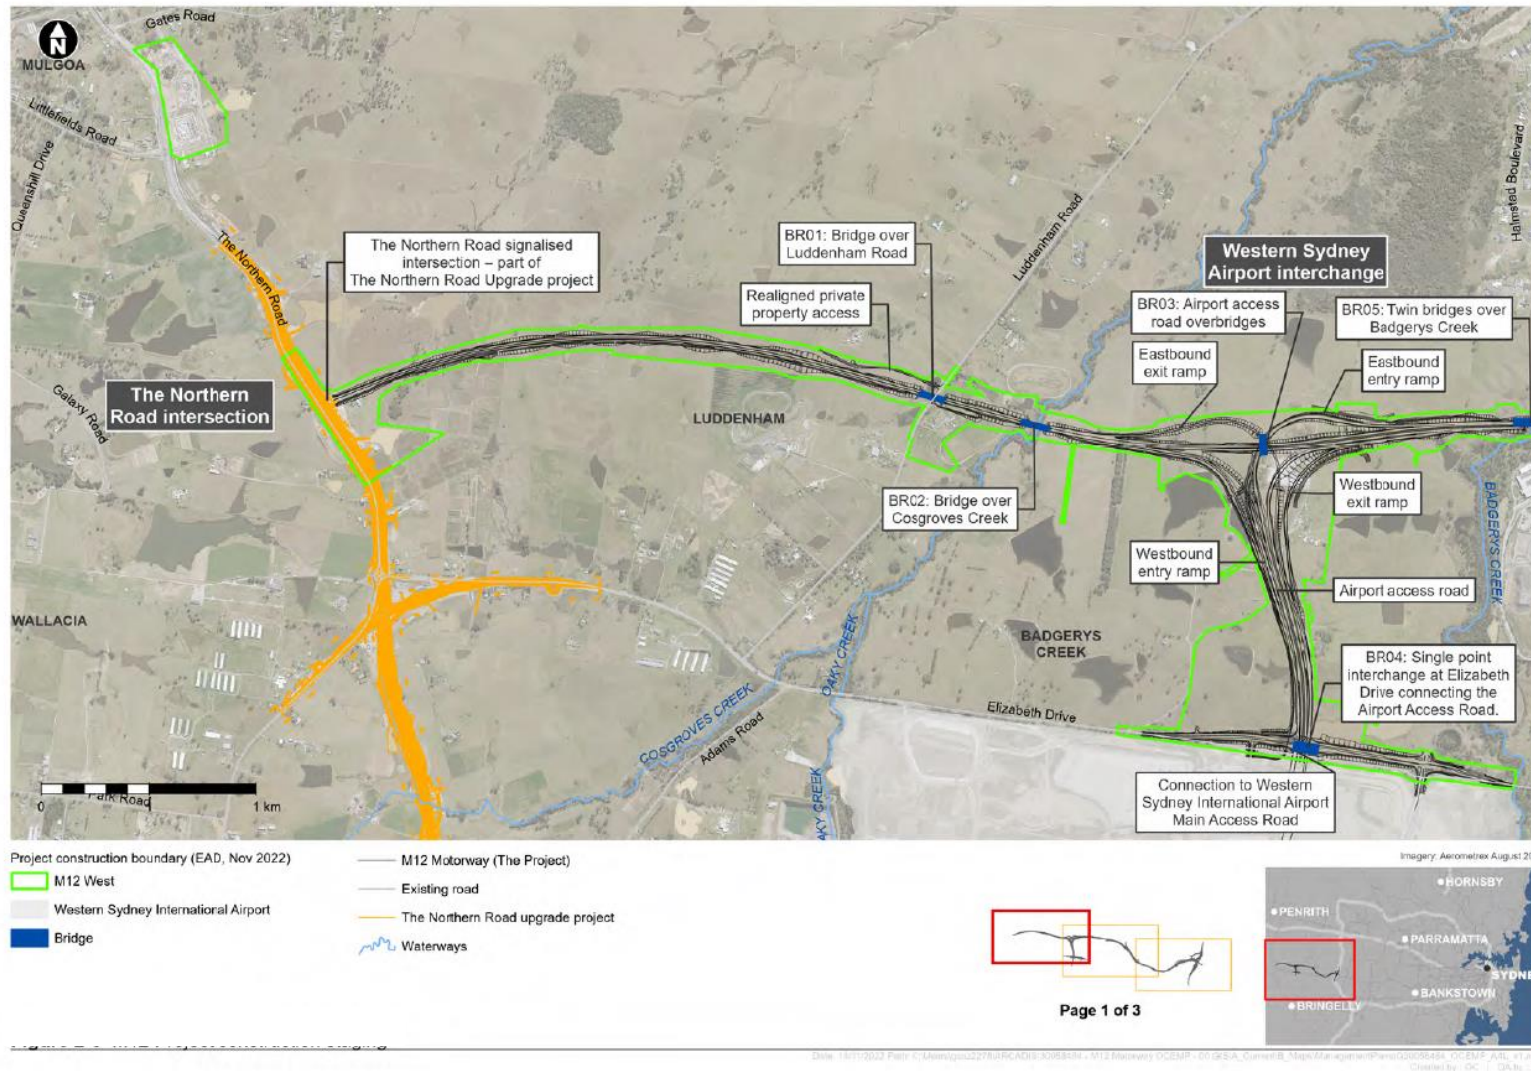 Gates Road
N
MULGOA
Littlefields Road
Queenshill Drive
The Northern Road
The Northern Road signalised
intersection – part of
The Northern Road Upgrade project
BR01: Bridge over
Luddenham Road
Luddenham Road
Halmstad Boulevard
Western Sydney
Airport interchange
Realigned private
property access
BR03: Airport access
road overbridges
BR05: Twin bridges over
Badgerys Creek
Eastbound
exit ramp
Eastbound
entry ramp
The Northern
Road intersection
Galaxy Road
LUDDENHAM
BR02: Bridge over
Cosgroves Creek
Westbound
exit ramp
BADGERYS CREEK
Westbound
entry ramp
Airport access road
WALLACIA
BADGERYS
CREEK
OAKY CREEK
COSGROVES CREEK
Adams Road
Elizabeth Drive
BR04: Single point
interchange at Elizabeth
Drive connecting the
Airport Access Road.
Connection to Western
Sydney International Airport
Main Access Road
0
1 km
Park Road
AKY CREEK
Project construction boundary (EAD, Nov 2022)
M12 West
Western Sydney International Airport
Bridge
M12 Motorway (The Project)
Existing road
The Northern Road upgrade project
Waterways
Imagery: Aerometrex August 20
HORNSBY
PENRITH
PARRAMATTA
SYDNE
BANKSTOWN
BRINGELLY
Page 1 of 3